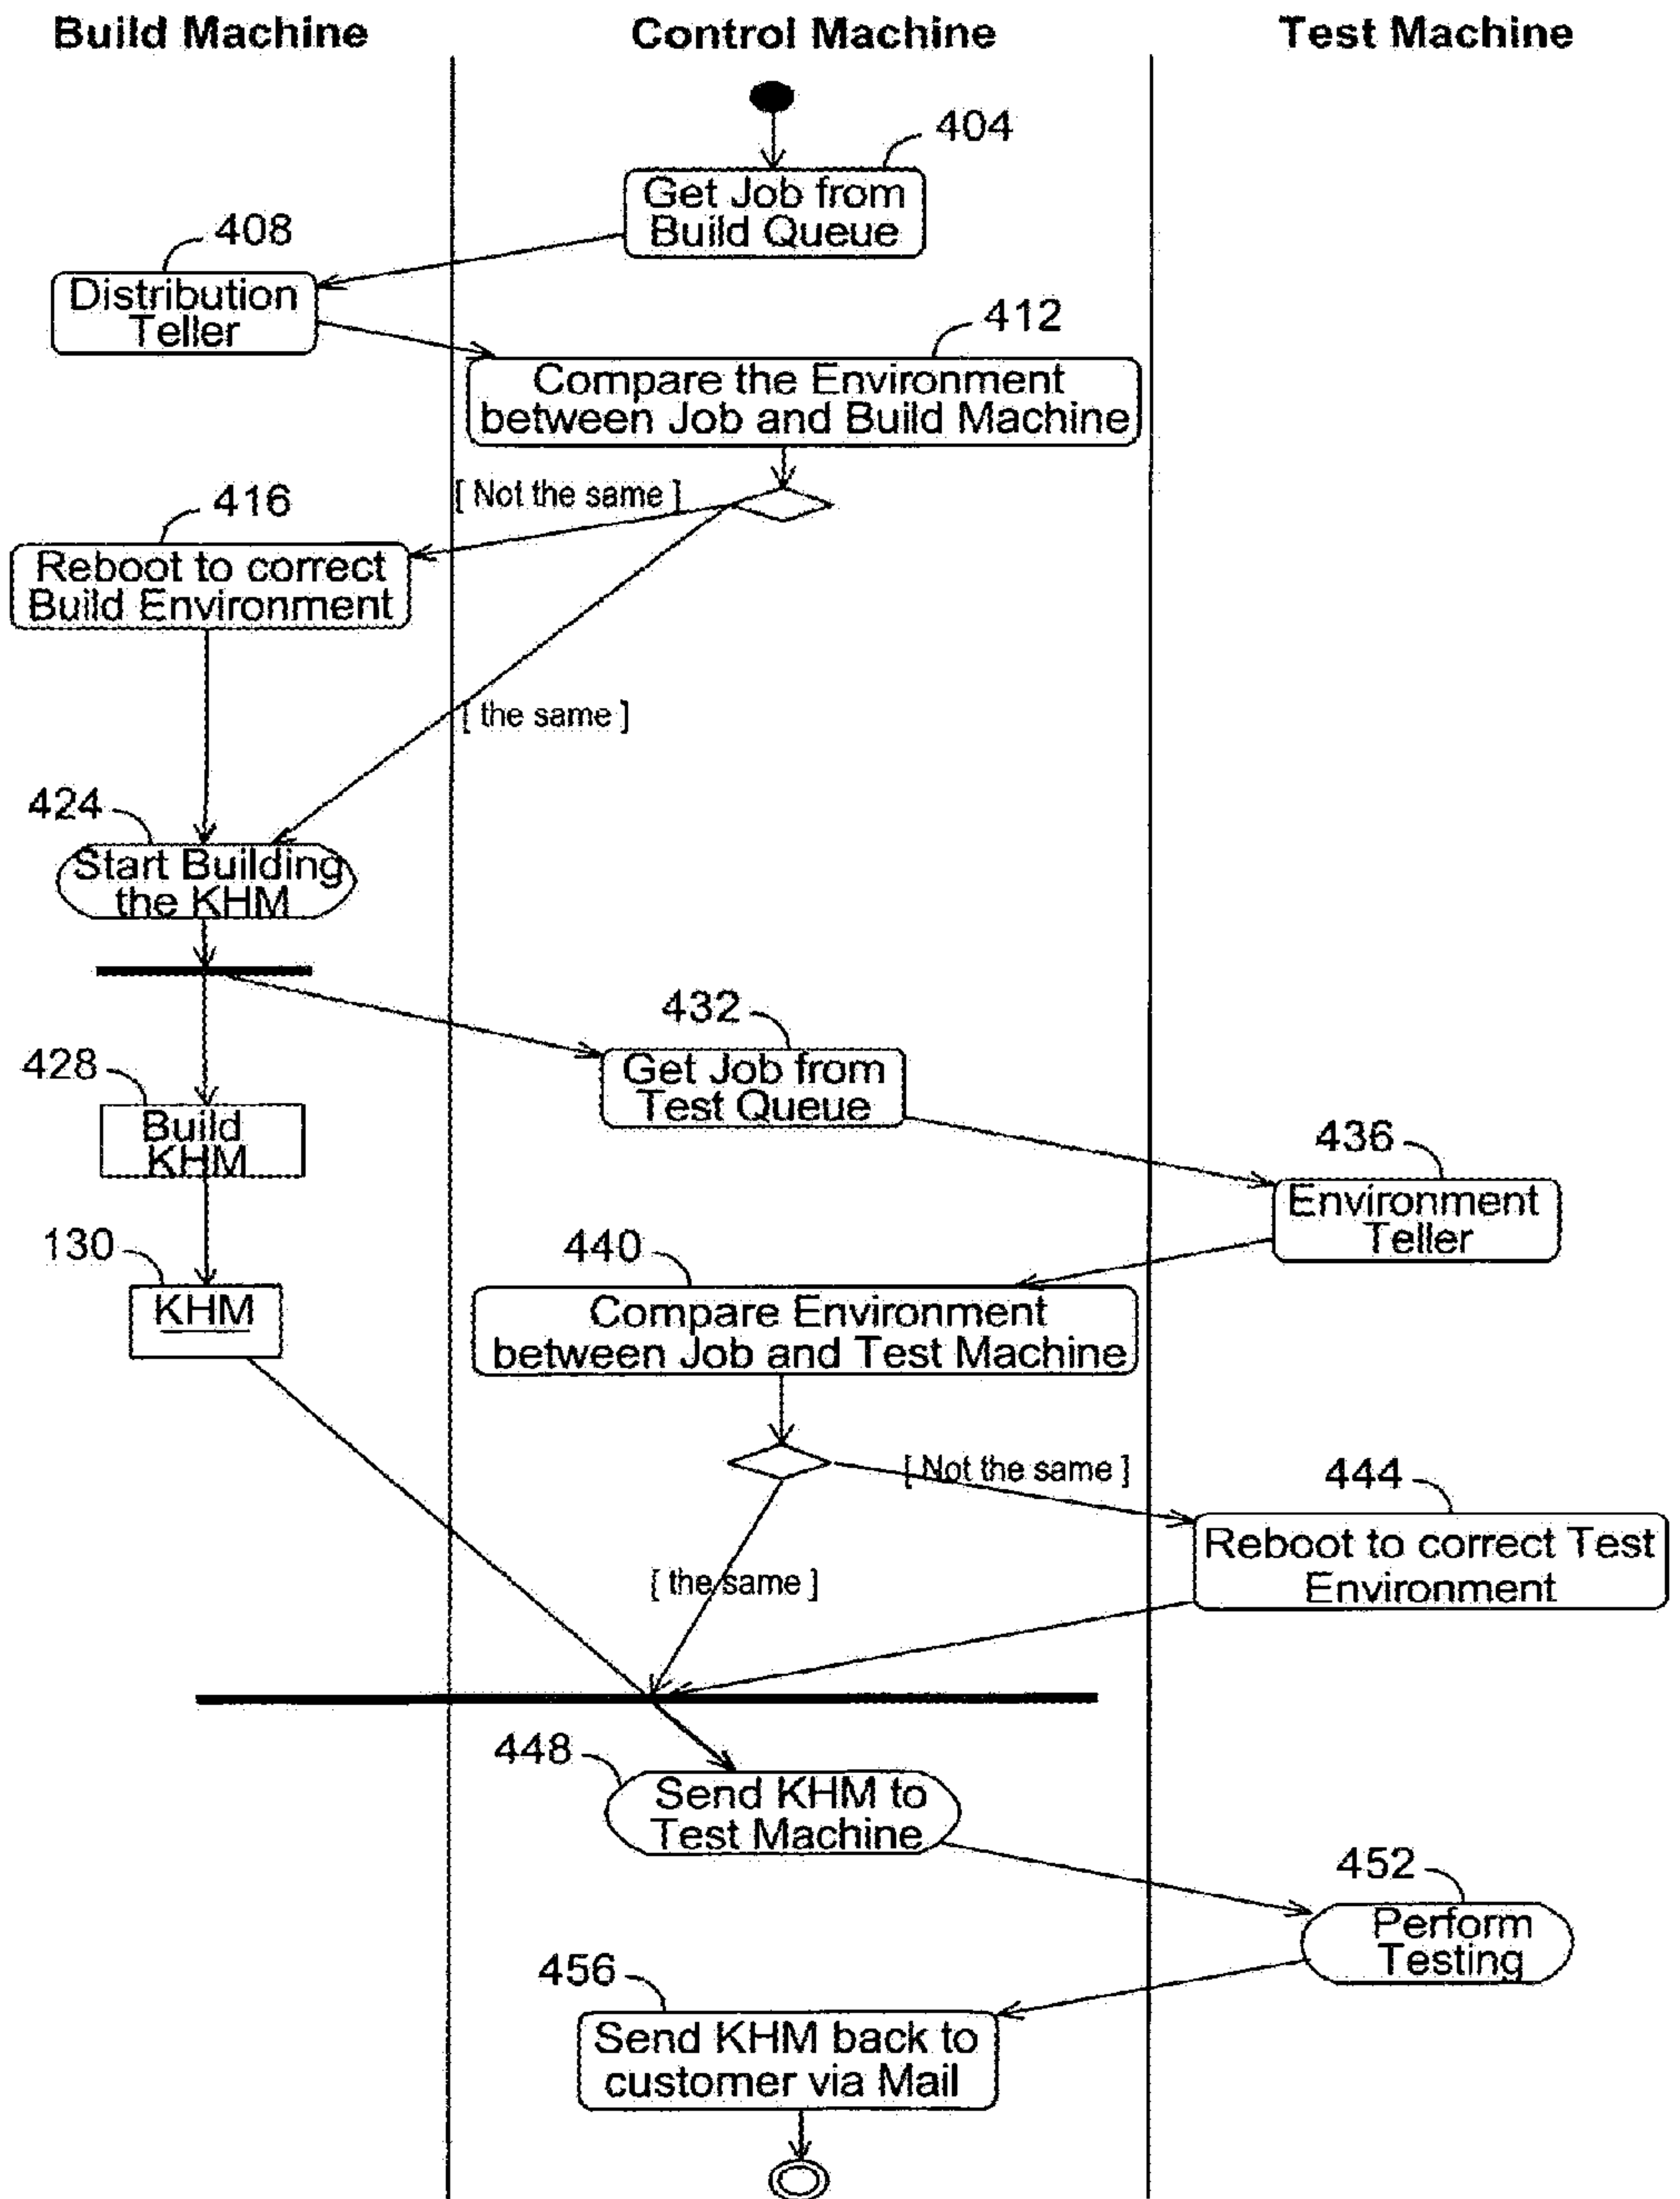 Build Machine
Control Machine
Test Machine
404
Get Job from
Build Queue
408
Distribution
Teller
412
Compare the Environment
between Job and Build Machine
[ Not the same ]
416
Reboot to correct
Build Environment
[ the same ]
424
Start Building
the KHM
432
Get Job from
Test Queue
428
Build
KHM
436
Environment
Teller
130
KHM
440
Compare Environment
between Job and Test Machine
[ Not the same ]
444
Reboot to correct Test
Environment
[ the same ]
448
Send KHM to
Test Machine
452
Perform
Testing
456
Send KHM back to
customer via Mail